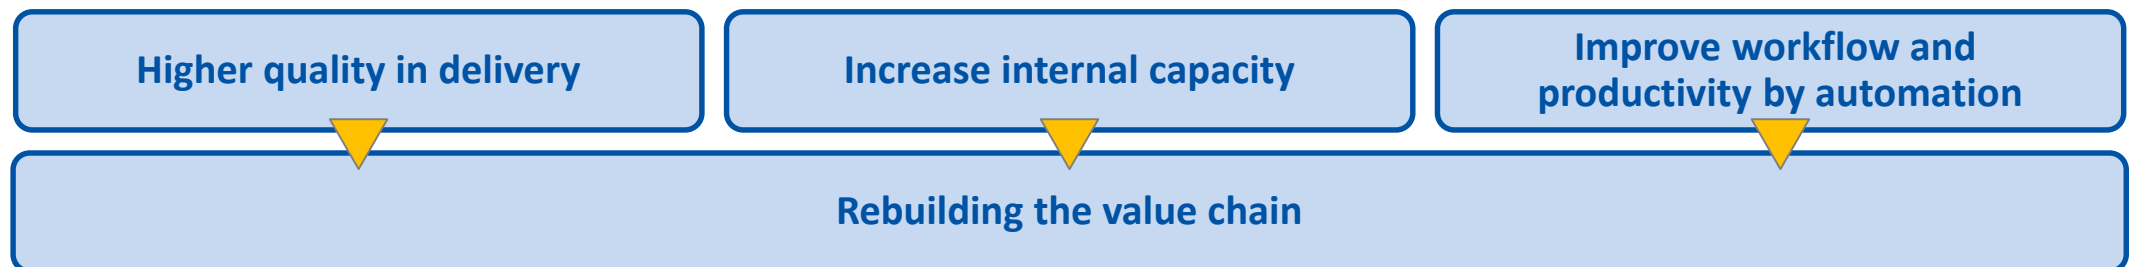 Higher quality in delivery
Increase internal capacity
Improve workflow and
productivity by automation
Rebuilding the value chain